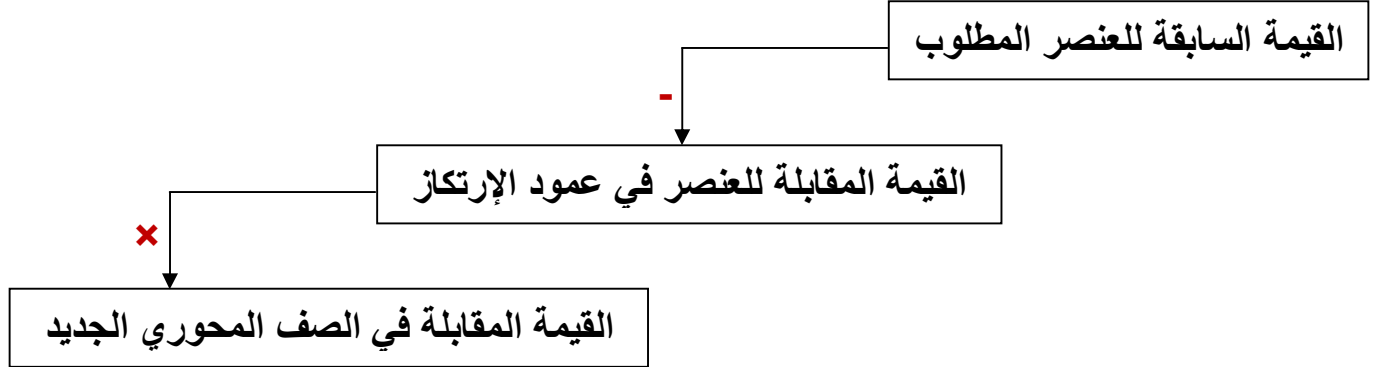 القيمة السابقة للعنصر المطلوب
-
القيمة المقابلة للعنصر في عمود الإرتكاز
×
القيمة المقابلة في الصف المحوري الجديد